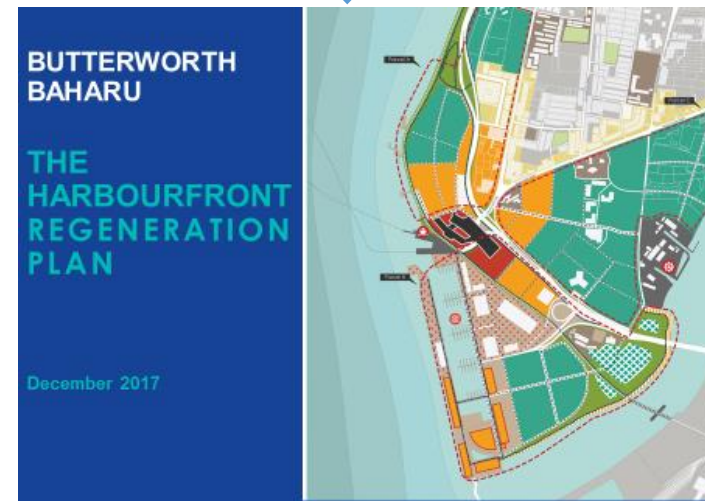 BUTTERWORTH
BAHARU
THE
HARBOURFRONT
REGENERATION
PLAN
December 2017